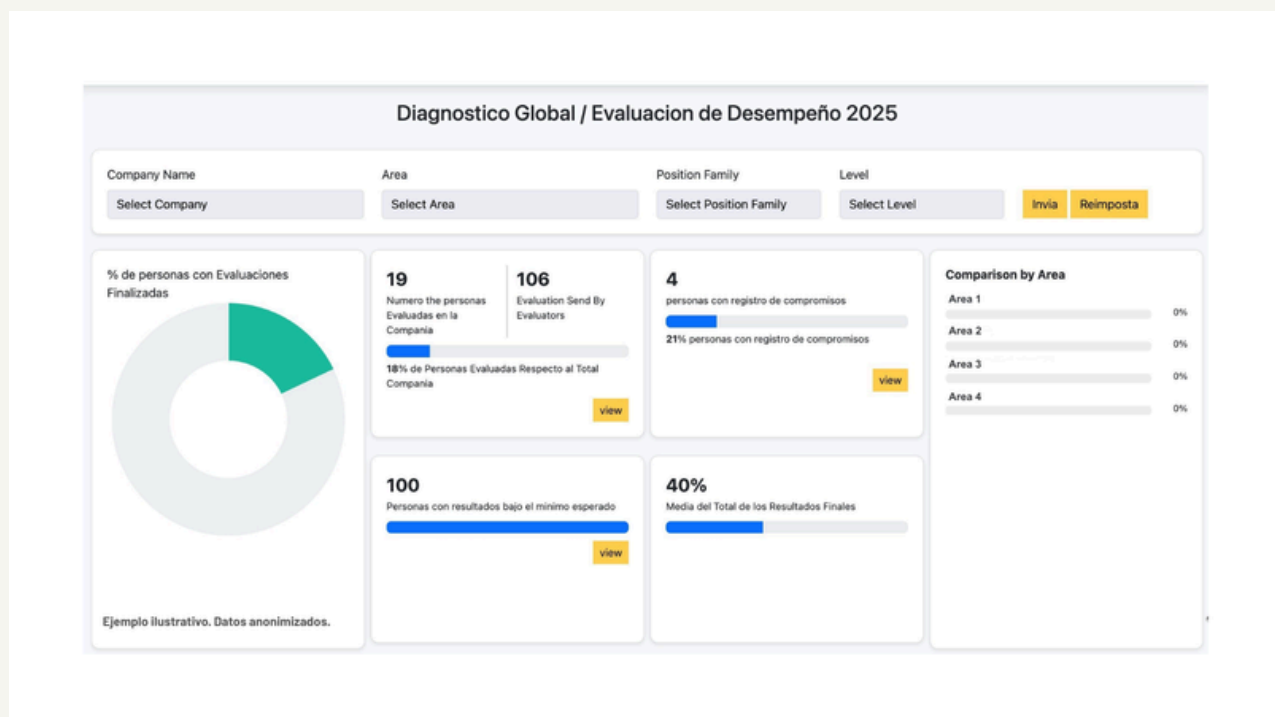 Diagnostico Global / Evaluacion de Desempeño 2025
Company Name
Select Company
Area
Select Area
Position Family
Select Position Family
Level
Select Level
Invia
Reimposta
% de personas con Evaluaciones
Finalizadas
Ejemplo ilustrativo. Datos anonimizados.
19
Numero the personas
Evaluadas en la
Compania
106
Evaluation Send By
Evaluators
18% de Personas Evaluadas Respecto al Total
Compania
view
4
personas con registro de compromisos
21% personas con registro de compromisos
view
100
Personas con resultados bajo el minimo esperado
view
40%
Media del Total de los Resultados Finales
Comparison by Area
Area 1
0%
Area 2
0%
Area 3
0%
Area 4
0%